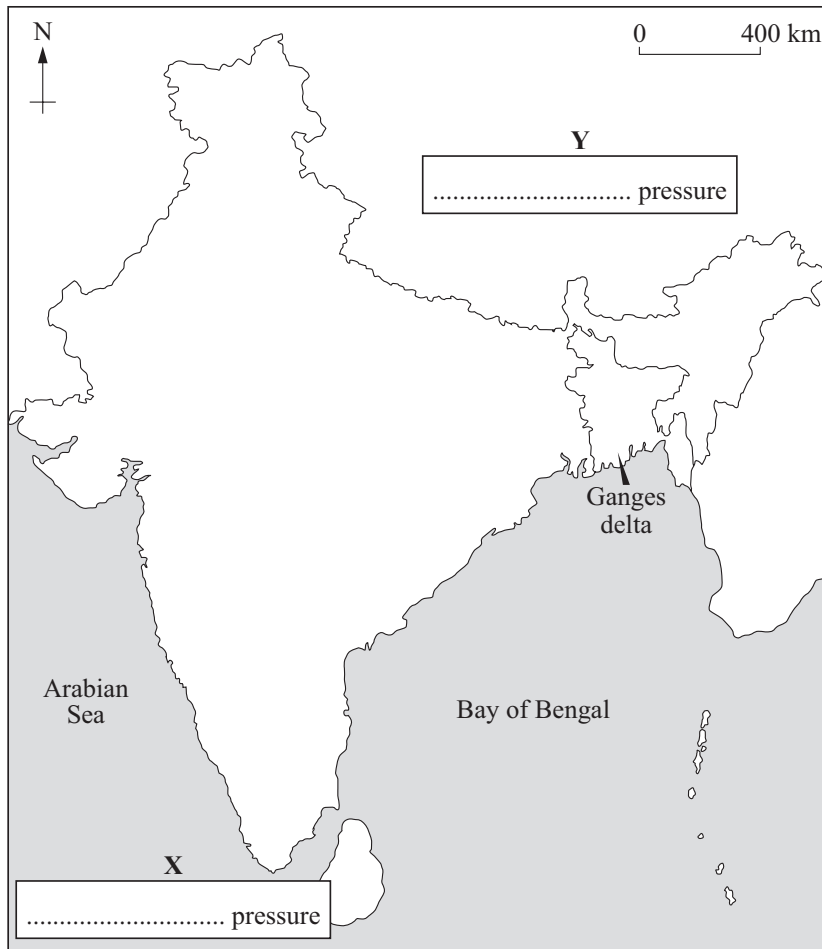 N
0 400 km
Y
............................. pressure
Ganges
delta
Arabian
Sea
Bay of Bengal
X
............................. pressure